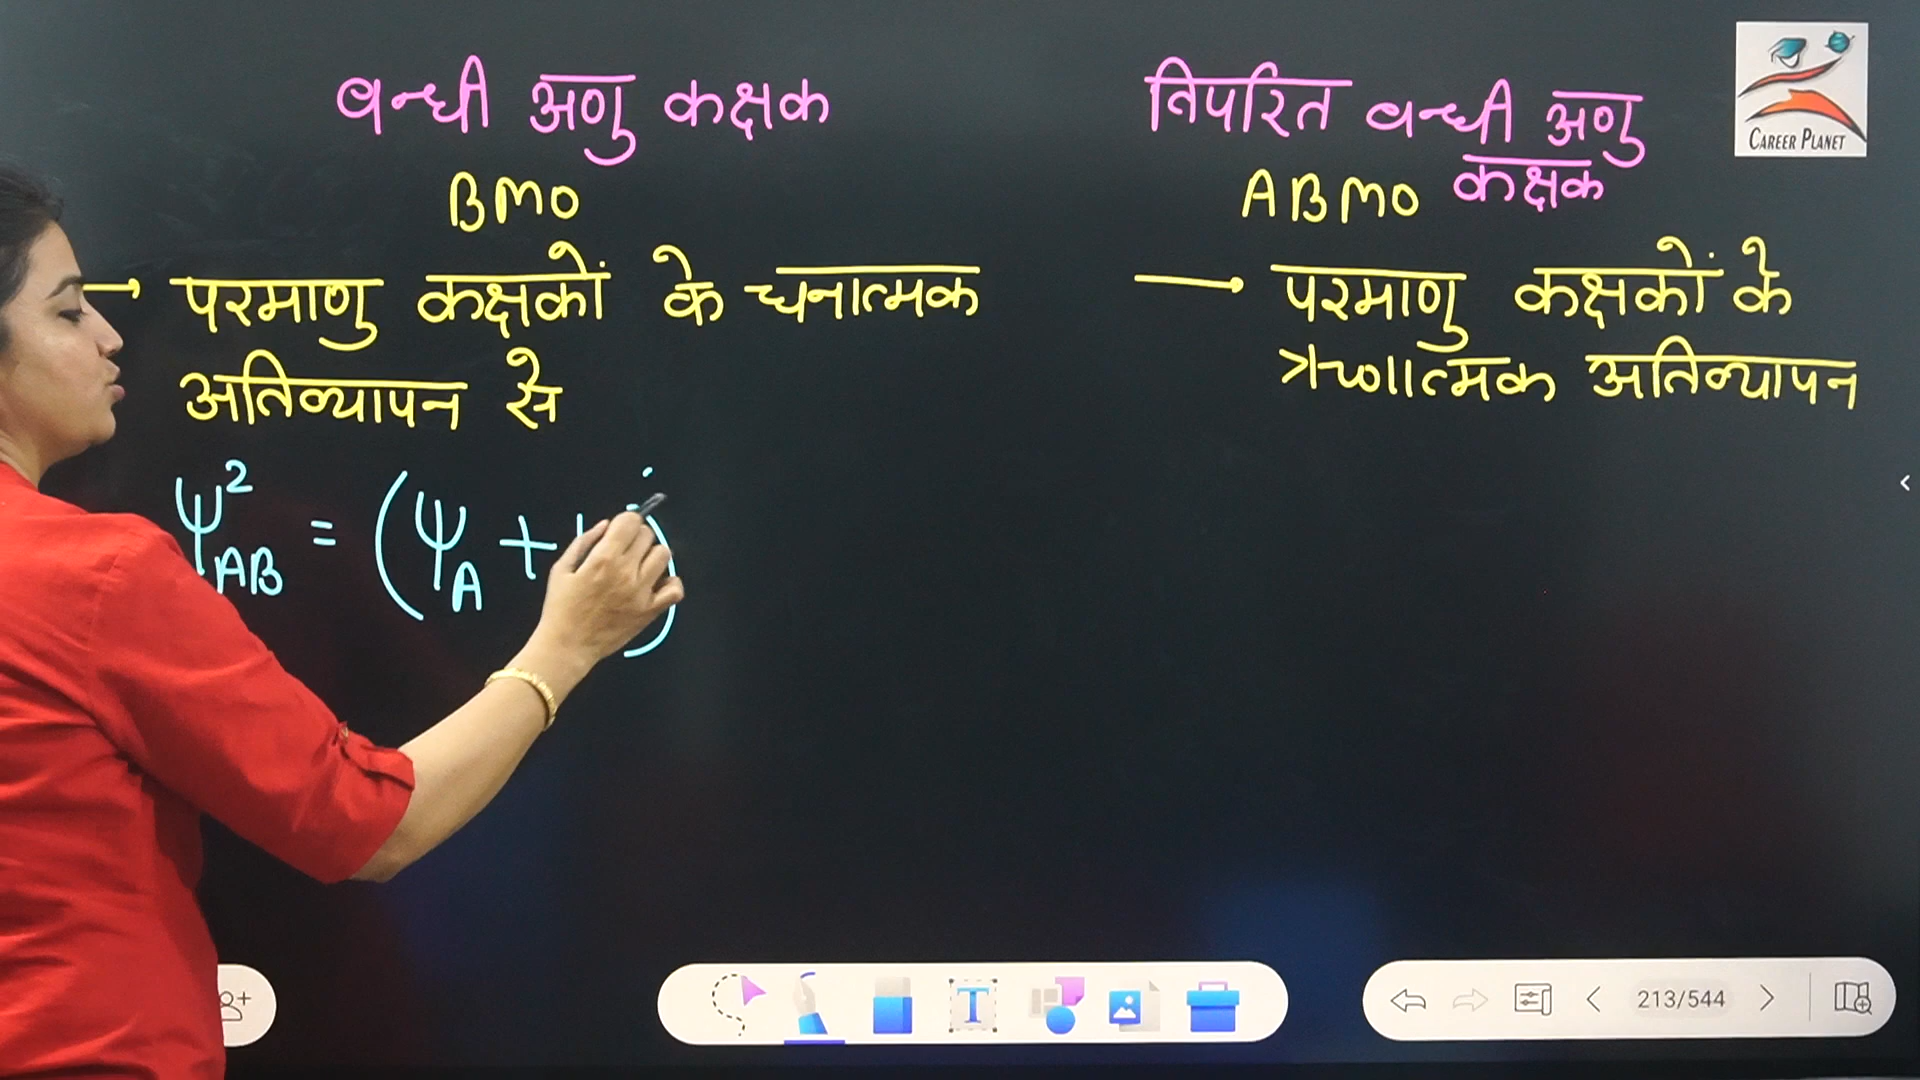 बन्धी अणु कक्षक
BMO
→ परमाणु कक्षकों के धनात्मक
अतिव्यापन से
ψ²AB = (ψA +
विपरित बन्धी अणु
कक्षक
ABMO
→ परमाणु कक्षकों के
ऋणात्मक अतिव्यापन
CAREER PLANET
213/544